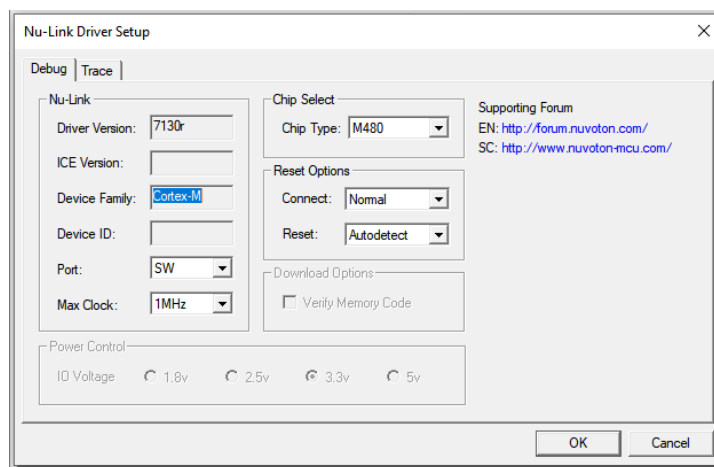 Nu-Link Driver Setup
Debug Trace
Nu-Link
Driver Version: 7130r
ICE Version:
Device Family: Cortex-M
Device ID:
Port: SW
Max Clock: 1MHz
Chip Select
Chip Type: M480
Reset Options
Connect: Normal
Reset: Autodetect
Download Options
Verify Memory Code
Supporting Forum
EN: http://forum.nuvoton.com/
SC: http://www.nuvoton-mcu.com/
Power Control
IO Voltage 1.8v 2.5v 3.3v 5v
OK Cancel